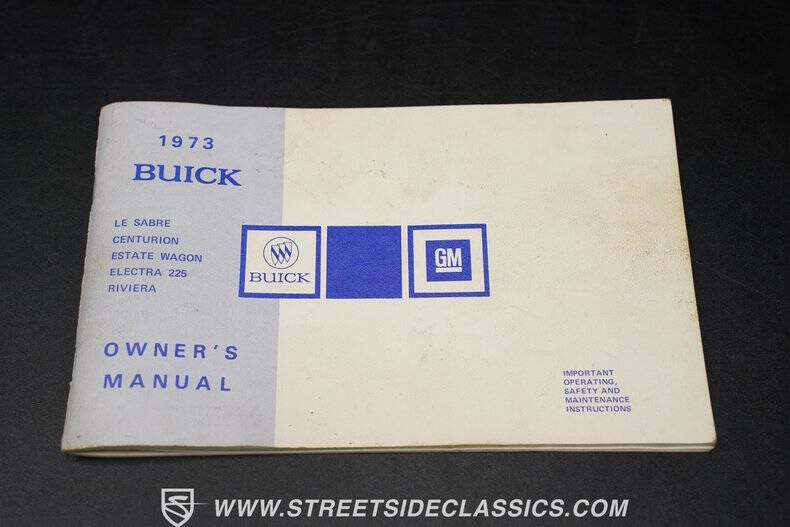 1973
BUICK
LE SABRE
CENTURION
ESTATE WAGON
ELECTRA 225
RIVIERA
OWNER'S
MANUAL
BUICK
GM
IMPORTANT
OPERATING,
SAFETY AND
MAINTENANCE
INSTRUCTIONS
WWW.STREETSIDECLASSICS.COM